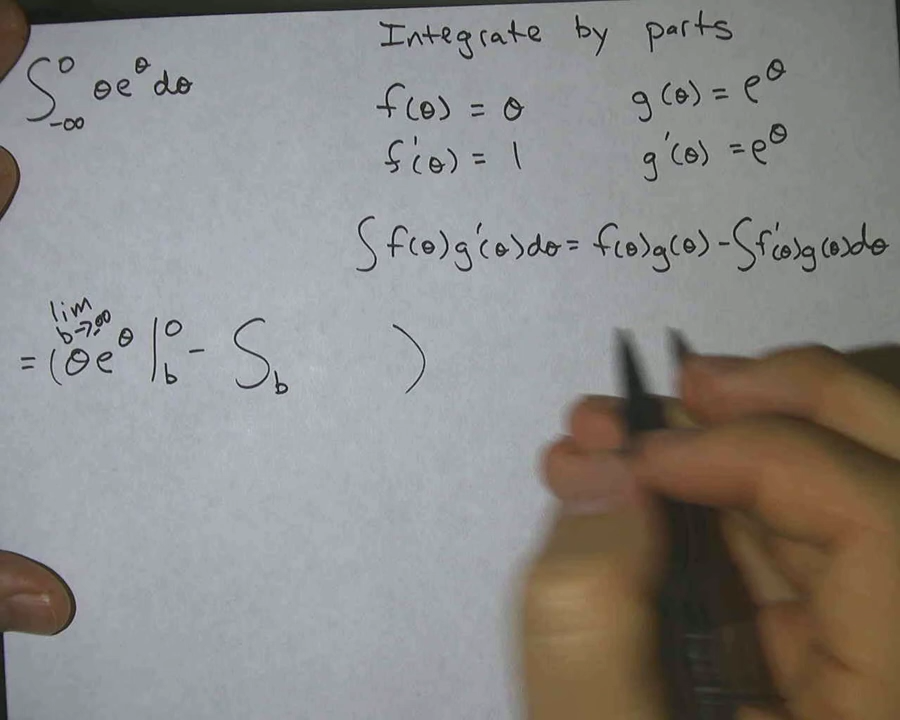 Integrate by parts
∫_{-∞}^{0} θe^θ dθ
f(θ) = θ g(θ) = e^θ
f'(θ) = 1 g'(θ) = e^θ
∫f(θ)g'(θ)dθ = f(θ)g(θ) - ∫f'(θ)g(θ)dθ
lim
b→-∞
= (θe^θ |_b^0 - ∫_b )